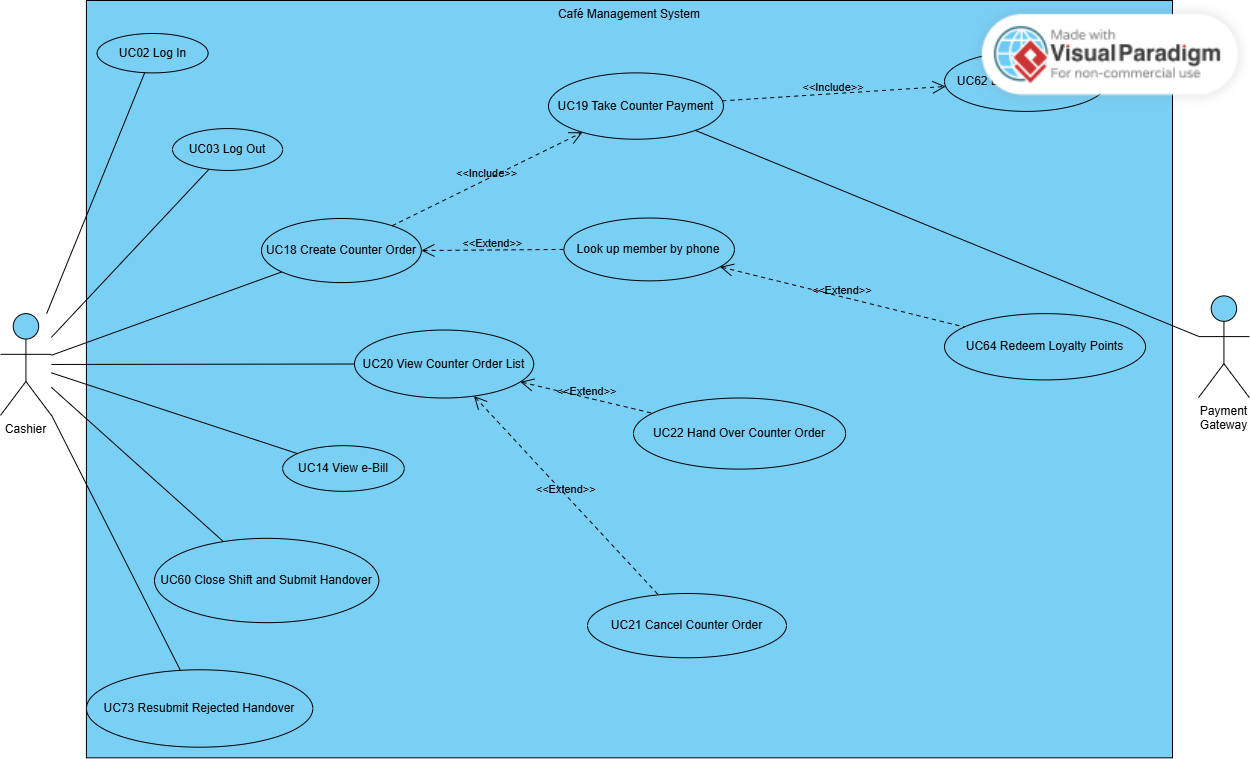 Café Management System
Made with
Visual Paradigm
For non-commercial use
UC02 Log In
UC62
<<Include>>
UC19 Take Counter Payment
UC03 Log Out
<<Include>>
<<Extend>>
UC18 Create Counter Order
Look up member by phone
<<Extend>>
UC64 Redeem Loyalty Points
UC20 View Counter Order List
<<Extend>>
Payment
Gateway
Cashier
UC22 Hand Over Counter Order
UC14 View e-Bill
<<Extend>>
UC60 Close Shift and Submit Handover
UC21 Cancel Counter Order
UC73 Resubmit Rejected Handover